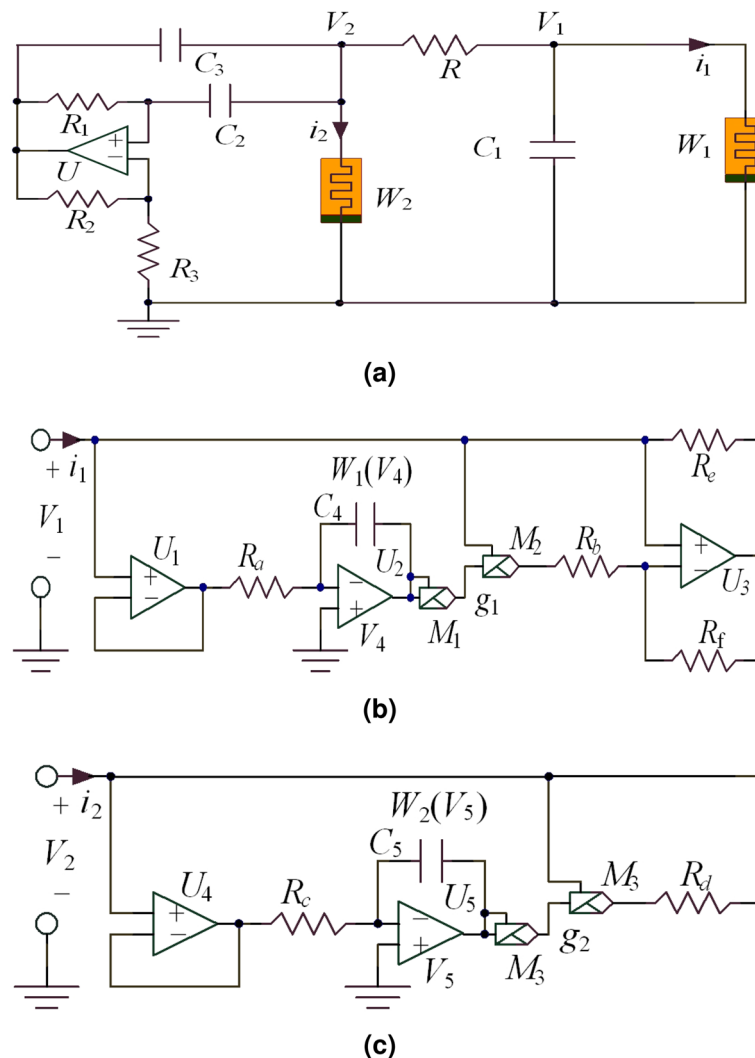 V2
V1
C3
R
i1
R1
C2
i2
C1
W1
+
−
U
W2
R2
R3
(a)
+ i1
W1(V4)
Re
C4
V1
U1
Ra
U2
M2
Rb
+
−
U3
−
+
−
−
+
g1
V4
M1
Rf
(b)
+ i2
W2(V5)
C5
V2
U4
Rc
U5
M3
Rd
−
+
−
−
+
g2
V5
M3
(c)